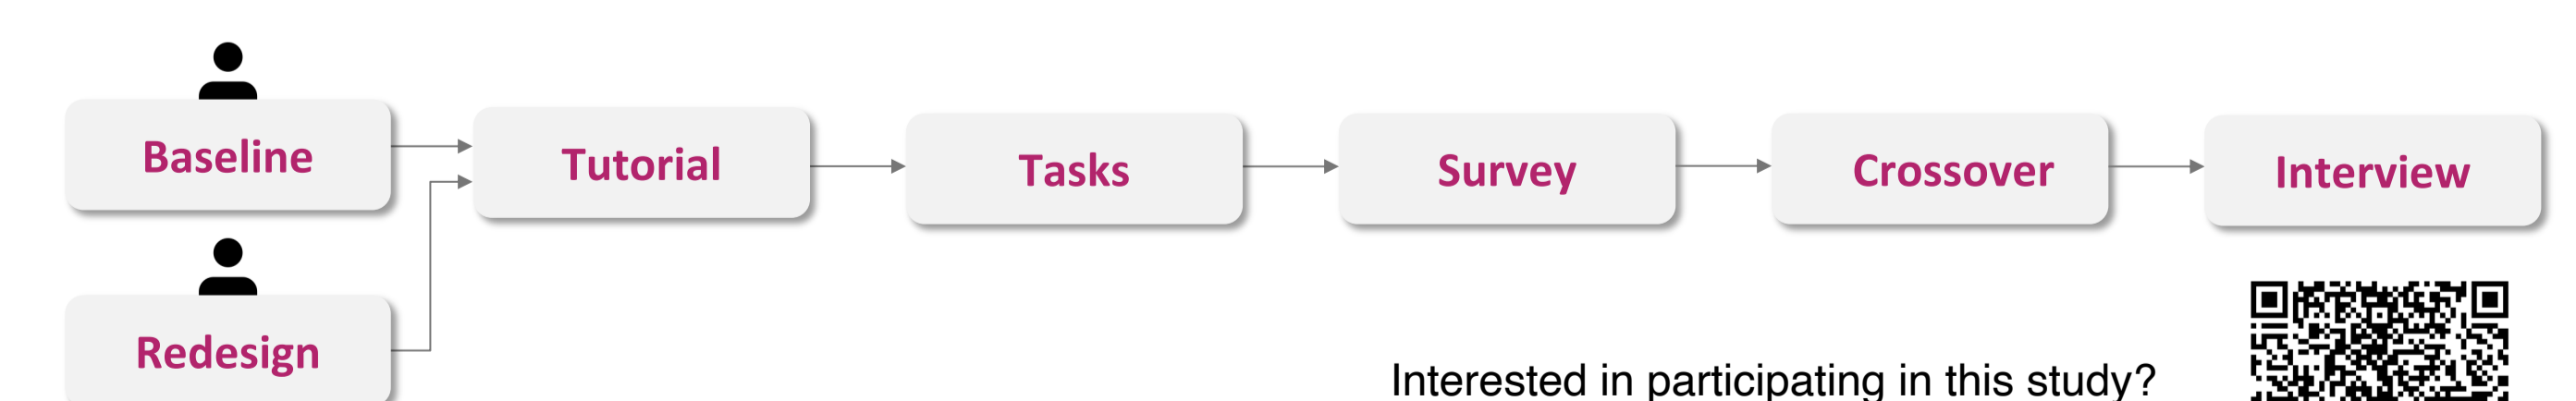 Baseline
Tutorial
Tasks
Survey
Crossover
Interview
Redesign
Interested in participating in this study?